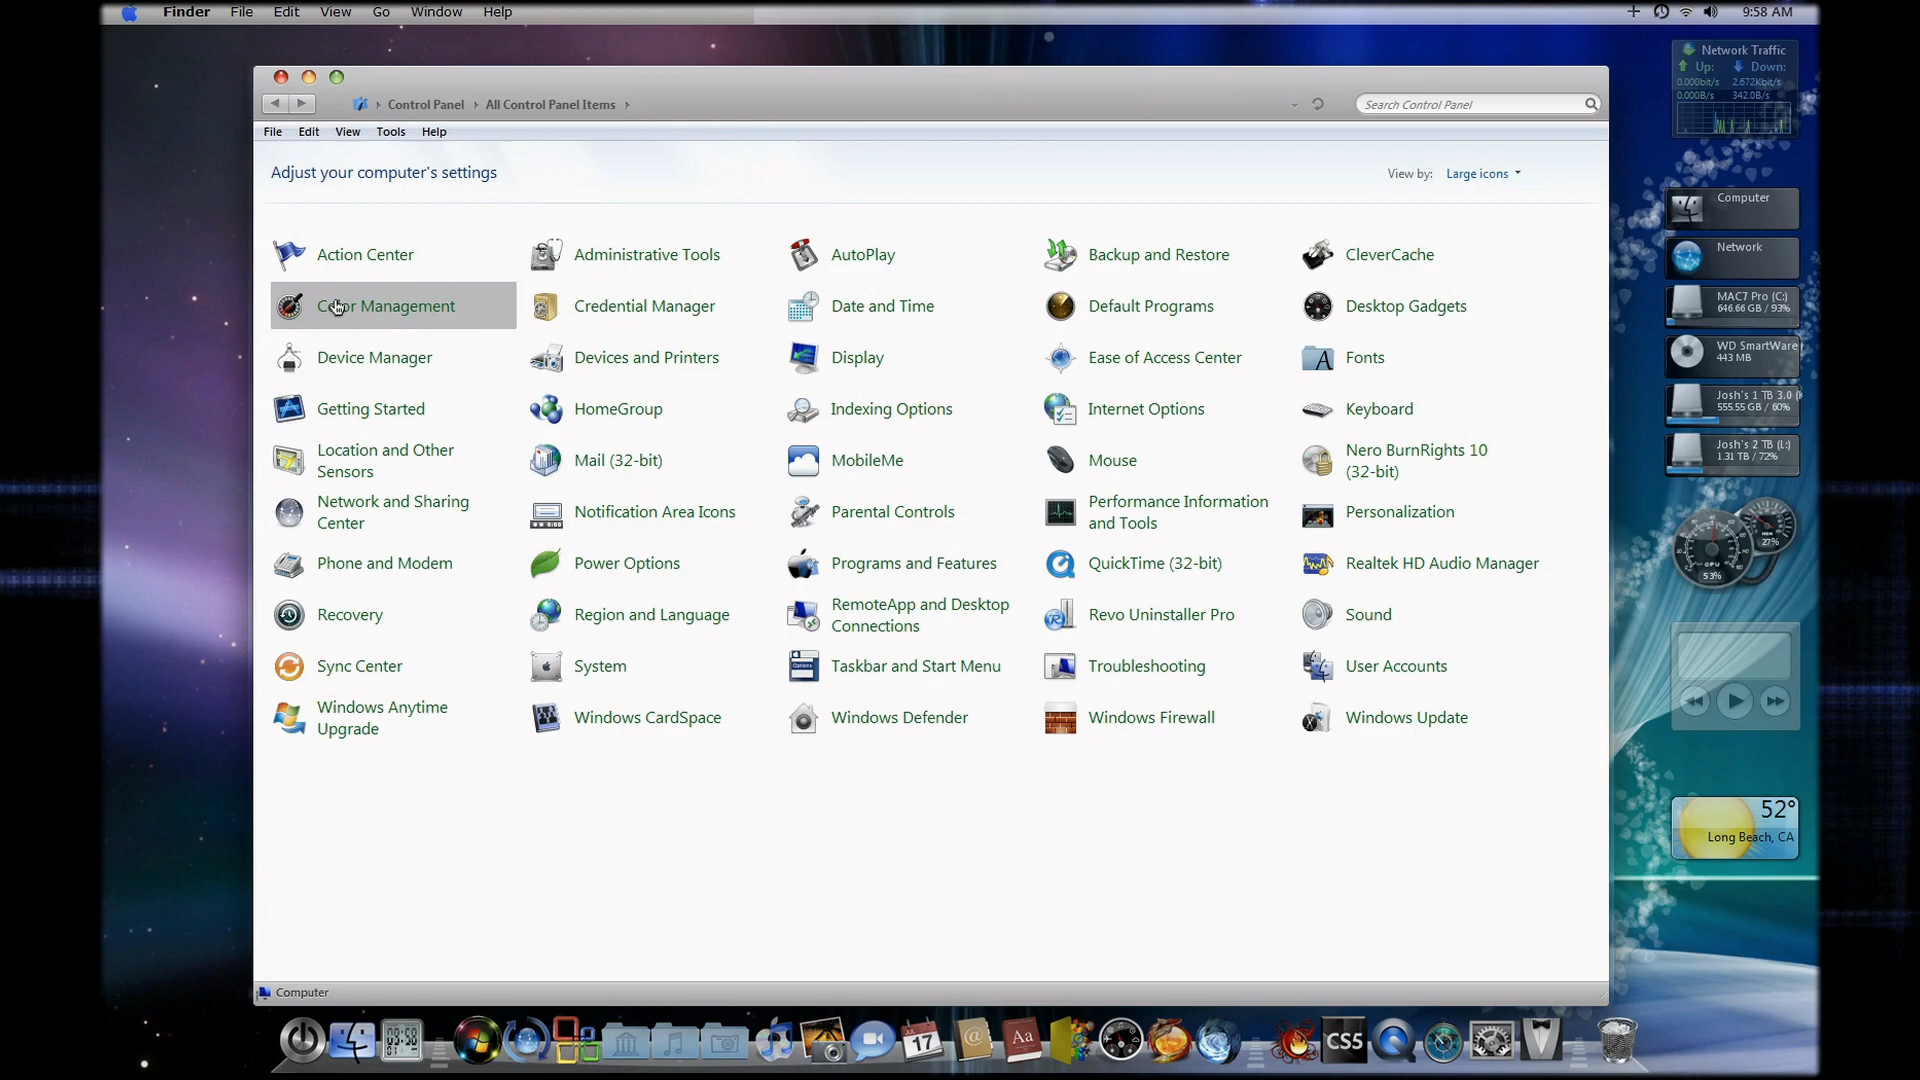 Finder File Edit View Go Window Help
9:58 AM
Network Traffic
Up: Down:
0.000bit/s 2.672Kbit/s
0.000B/s 342.0B/s
Control Panel All Control Panel Items
Search Control Panel
File Edit View Tools Help
Adjust your computer's settings
View by: Large icons
Action Center
Administrative Tools
AutoPlay
Backup and Restore
CleverCache
Color Management
Credential Manager
Date and Time
Default Programs
Desktop Gadgets
Device Manager
Devices and Printers
Display
Ease of Access Center
Fonts
Getting Started
HomeGroup
Indexing Options
Internet Options
Keyboard
Location and Other
Sensors
Mail (32-bit)
MobileMe
Mouse
Nero BurnRights 10
(32-bit)
Network and Sharing
Center
Notification Area Icons
Parental Controls
Performance Information
and Tools
Personalization
Phone and Modem
Power Options
Programs and Features
QuickTime (32-bit)
Realtek HD Audio Manager
Recovery
Region and Language
RemoteApp and Desktop
Connections
Revo Uninstaller Pro
Sound
Sync Center
System
Taskbar and Start Menu
Troubleshooting
User Accounts
Windows Anytime
Upgrade
Windows CardSpace
Windows Defender
Windows Firewall
Windows Update
Computer
Computer
Network
MAC7 Pro (C:)
646.66 GB / 93%
WD SmartWare
443 MB
Josh's 1 TB 3.0
555.55 GB / 60%
Josh's 2 TB (I:)
1.31 TB / 72%
27%
CPU
53%
52°
Long Beach, CA
17
@
Aa
CS5